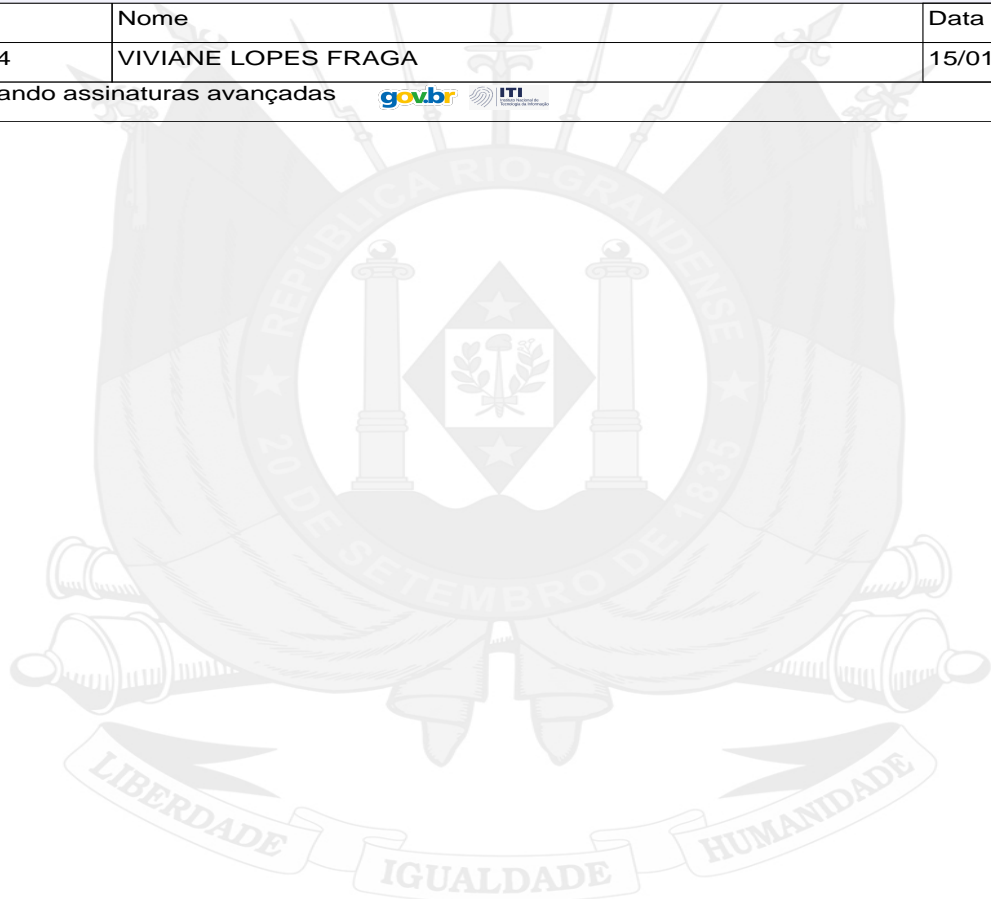 Nome Data
4 VIVIANE LOPES FRAGA 15/01
ando assinaturas avançadas gov.br ITI
REPÚBLICA RIO-GRANDENSE
20 DE SETEMBRO DE 1835
LIBERDADE IGUALDADE HUMANIDADE